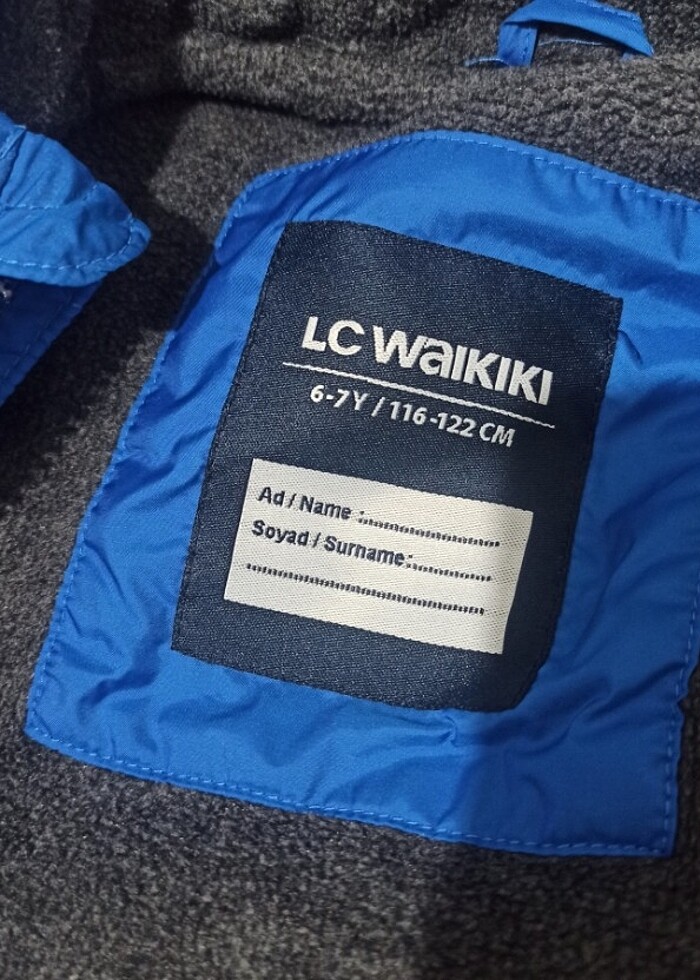 LC WAIKIKI
6-7Y / 116-122 CM
Ad / Name :
Soyad / Surname: